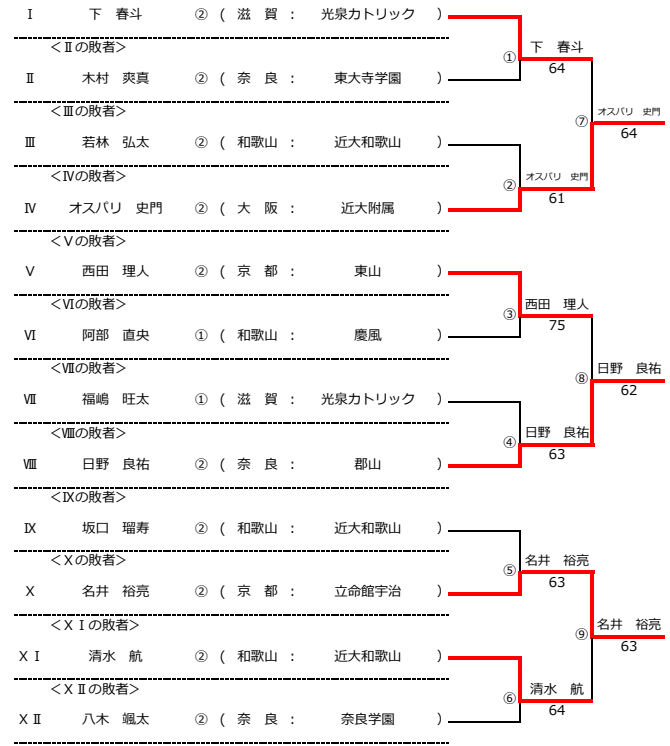 Ⅰ 下 春斗 ② ( 滋 賀 : 光泉カトリック )
下 春斗
＜Ⅱの敗者＞
①
64
Ⅱ 木村 爽真 ② ( 奈 良 : 東大寺学園 )
＜Ⅲの敗者＞
オスパリ 史門
⑦
64
Ⅲ 若林 弘太 ② ( 和歌山 : 近大和歌山 )
＜Ⅳの敗者＞
オスパリ 史門
②
61
Ⅳ オスパリ 史門 ② ( 大 阪 : 近大附属 )
＜Ⅴの敗者＞
Ⅴ 西田 理人 ② ( 京 都 : 東山 )
＜Ⅵの敗者＞
西田 理人
③
75
Ⅵ 阿部 直央 ① ( 和歌山 : 慶風 )
＜Ⅶの敗者＞
日野 良祐
⑧
62
Ⅶ 福嶋 旺太 ① ( 滋 賀 : 光泉カトリック )
＜Ⅷの敗者＞
日野 良祐
④
63
Ⅷ 日野 良祐 ② ( 奈 良 : 郡山 )
＜Ⅸの敗者＞
Ⅸ 坂口 瑠寿 ② ( 和歌山 : 近大和歌山 )
＜Ⅹの敗者＞
名井 裕亮
⑤
63
Ⅹ 名井 裕亮 ② ( 京 都 : 立命館宇治 )
＜ⅩⅠの敗者＞
名井 裕亮
⑨
63
ⅩⅠ 清水 航 ② ( 和歌山 : 近大和歌山 )
＜ⅩⅡの敗者＞
清水 航
⑥
64
ⅩⅡ 八木 颯太 ② ( 奈 良 : 奈良学園 )